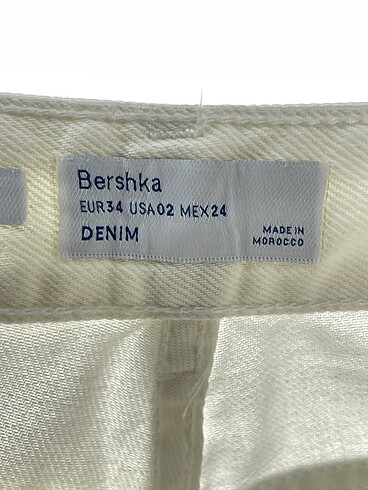 Bershka
EUR34 USA02 MEX24
DENIM
MADE IN
MOROCCO